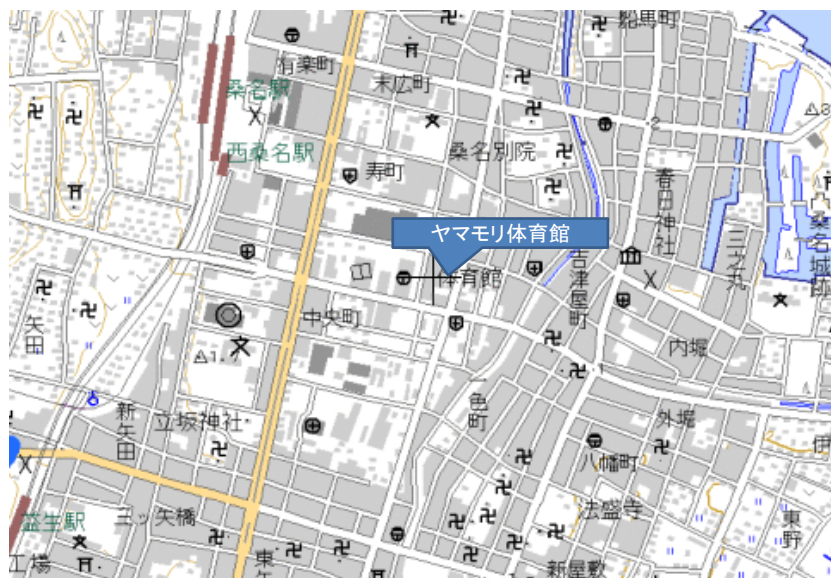 船馬町
有楽町
末広町
桑名駅
西桑名駅
桑名別院
寿町
春日神社
桑名城跡
三之丸
ヤマモリ体育館
体育館
吉津屋町
中央町
矢田
内堀
△1.7
一色町
新矢田
立坂神社
外堀
八幡町
益生駅
三ッ矢橋
法盛寺
東野
工場
新屋敷